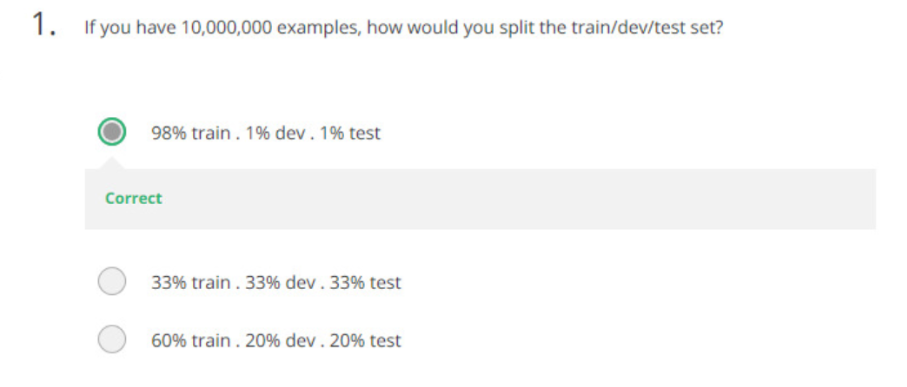 1. If you have 10,000,000 examples, how would you split the train/dev/test set?
98% train . 1% dev . 1% test
Correct
33% train . 33% dev . 33% test
60% train . 20% dev . 20% test